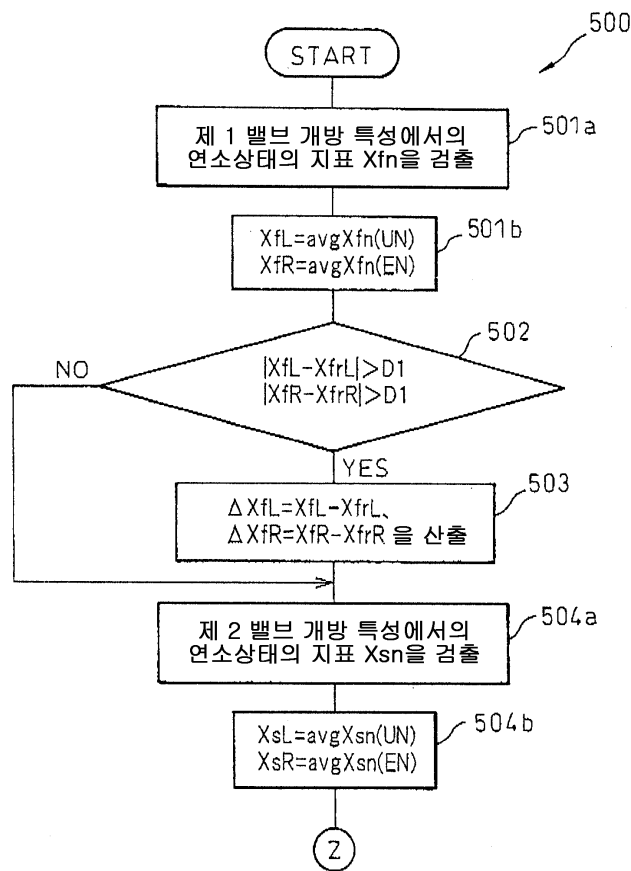 500
START
제 1 밸브 개방 특성에서의
연소상태의 지표 Xfn을 검출
501a
XfL=avgXfn(UN)
XfR=avgXfn(EN)
501b
502
|XfL-XfrL|>D1
|XfR-XfrR|>D1
NO
YES
503
ΔXfL=XfL-XfrL、
ΔXfR=XfR-XfrR 을 산출
제 2 밸브 개방 특성에서의
연소상태의 지표 Xsn을 검출
504a
XsL=avgXsn(UN)
XsR=avgXsn(EN)
504b
Z